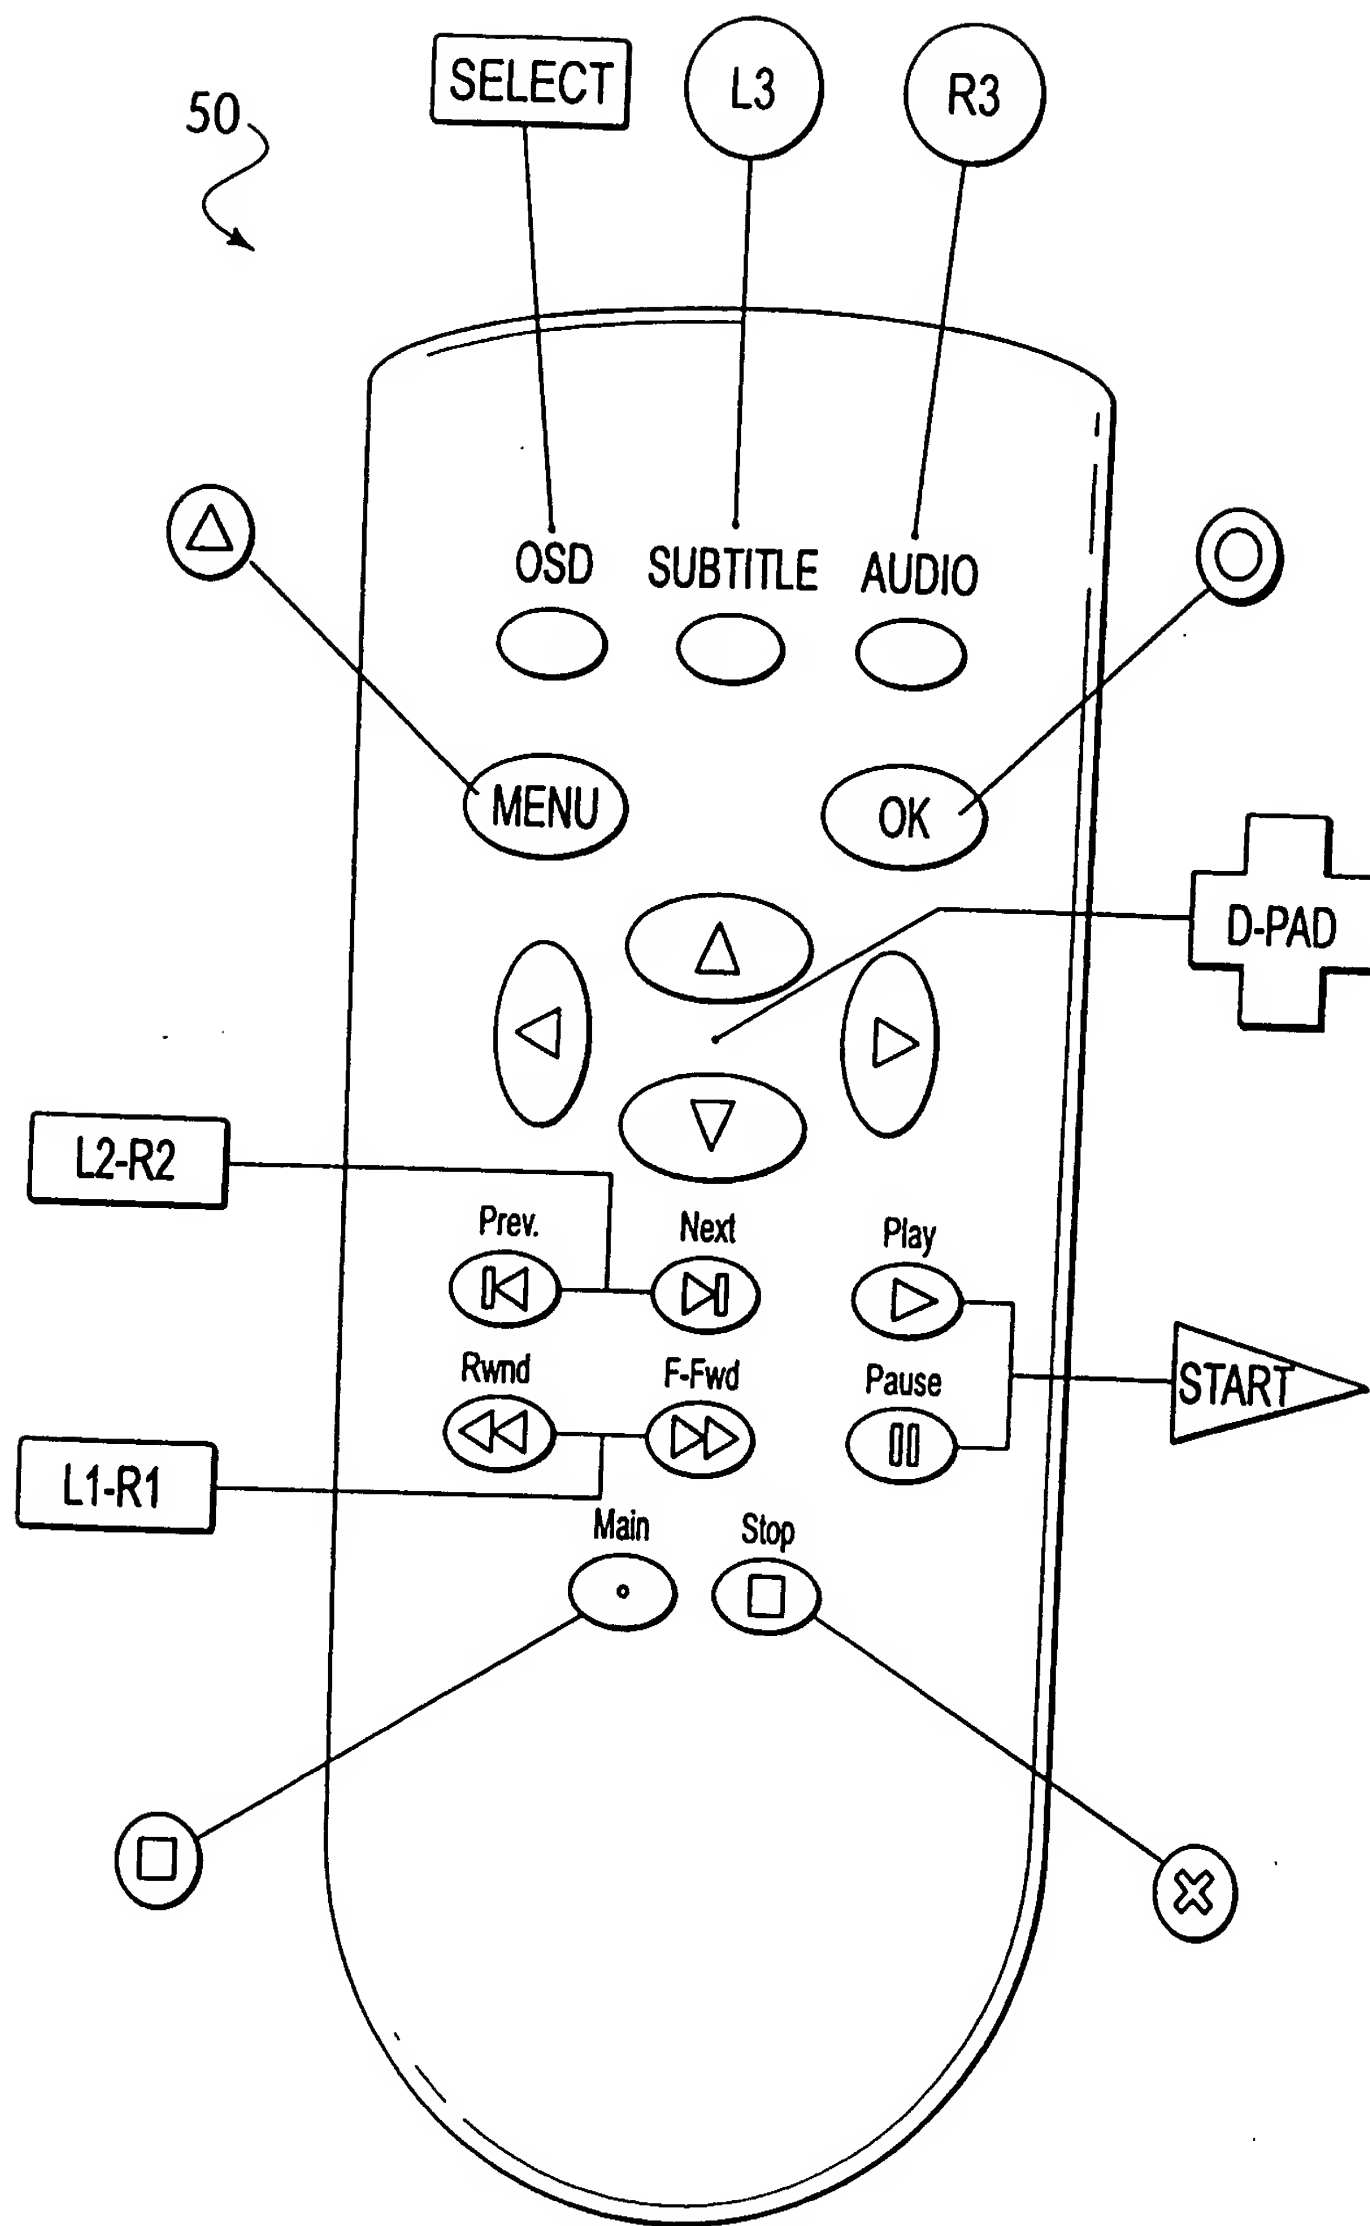 SELECT
L3
R3
50
OSD
SUBTITLE
AUDIO
MENU
OK
D-PAD
L2-R2
Prev.
Next
Play
Rwnd
F-Fwd
Pause
START
L1-R1
Main
Stop